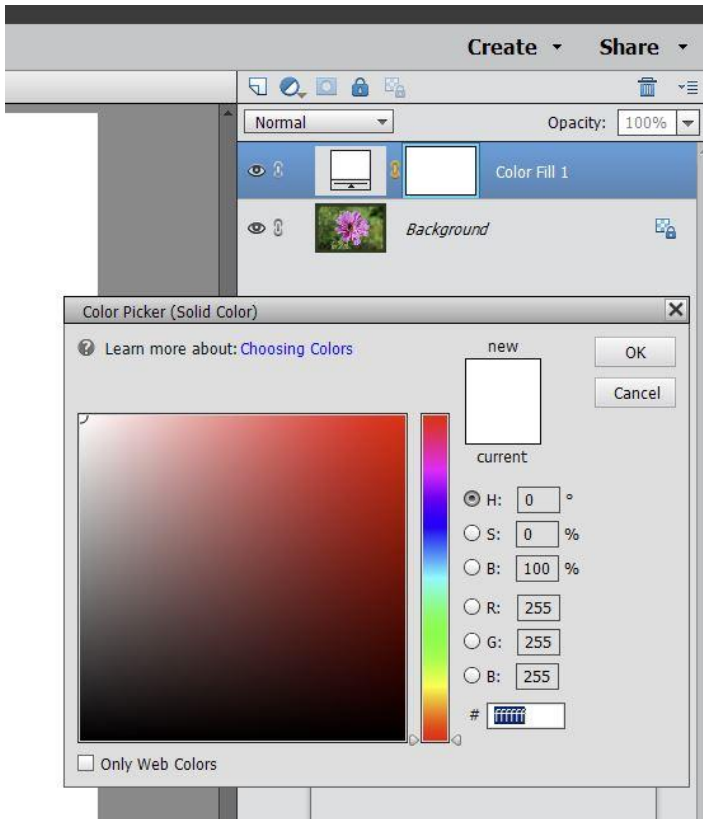 Create Share
Normal Opacity: 100%
Color Fill 1
Background
Color Picker (Solid Color)
? Learn more about: Choosing Colors
new
OK
Cancel
current
H: 0 °
S: 0 %
B: 100 %
R: 255
G: 255
B: 255
# ffffff
Only Web Colors